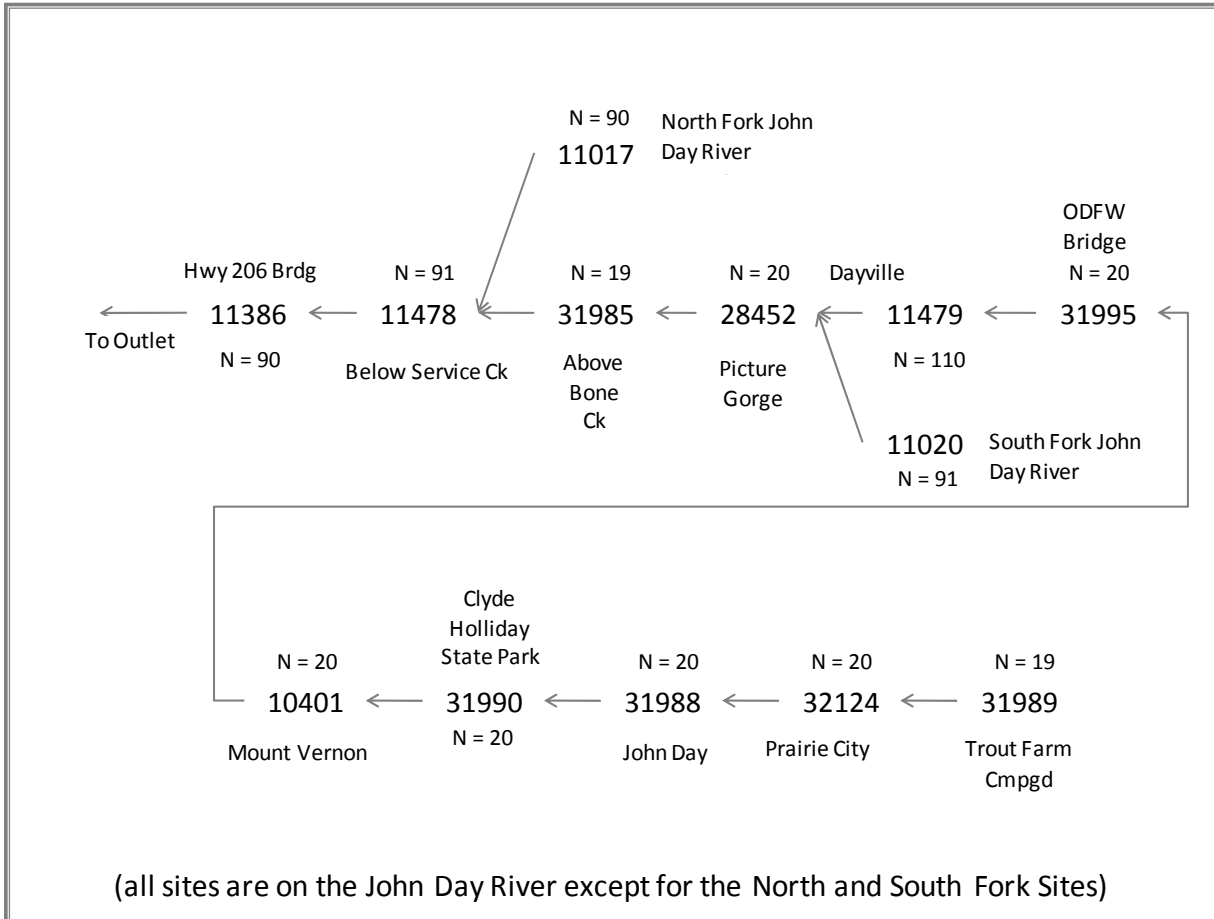 N = 90
North Fork John
Day River
11017
ODFW
Bridge
Hwy 206 Brdg
N = 91
N = 19
N = 20
Dayville
N = 20
11386
11478
31985
28452
11479
31995
To Outlet
N = 90
Below Service Ck
Above
Bone
Ck
Picture
Gorge
N = 110
11020
South Fork John
Day River
N = 91
Clyde
Holliday
State Park
N = 20
N = 20
N = 20
N = 19
10401
31990
31988
32124
31989
N = 20
Mount Vernon
John Day
Prairie City
Trout Farm
Cmpgd
(all sites are on the John Day River except for the North and South Fork Sites)